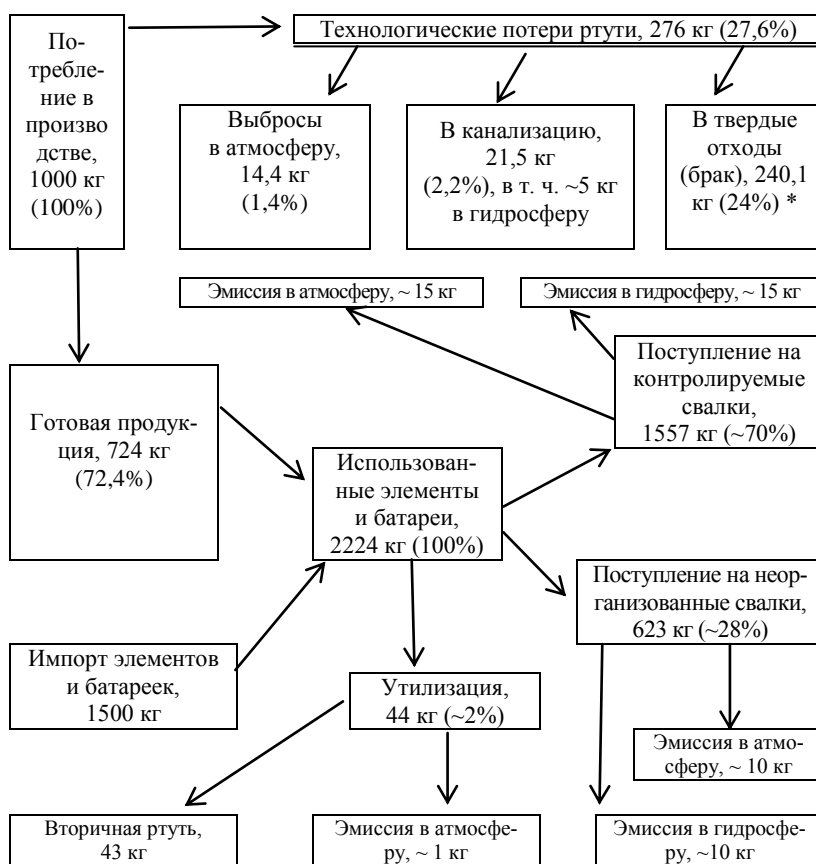 По-
требле-
ние в
произво
дстве,
1000 кг
(100%)
Технологические потери ртути, 276 кг (27,6%)
Выбросы
в атмосферу,
14,4 кг
(1,4%)
В канализацию,
21,5 кг
(2,2%), в т. ч. ~5 кг
в гидросферу
В твердые
отходы
(брак), 240,1
кг (24%) *
Эмиссия в атмосферу, ~ 15 кг
Эмиссия в гидросферу, ~ 15 кг
Поступление на
контролируемые
свалки,
1557 кг (~70%)
Готовая продук-
ция, 724 кг
(72,4%)
Использован-
ные элементы
и батареи,
2224 кг (100%)
Поступление на неор-
ганизованные свалки,
623 кг (~28%)
Импорт элементов
и батареек,
1500 кг
Утилизация,
44 кг (~2%)
Эмиссия в атмо-
сферу, ~ 10 кг
Вторичная ртуть,
43 кг
Эмиссия в атмосфе-
ру, ~ 1 кг
Эмиссия в гидросфе-
ру, ~10 кг